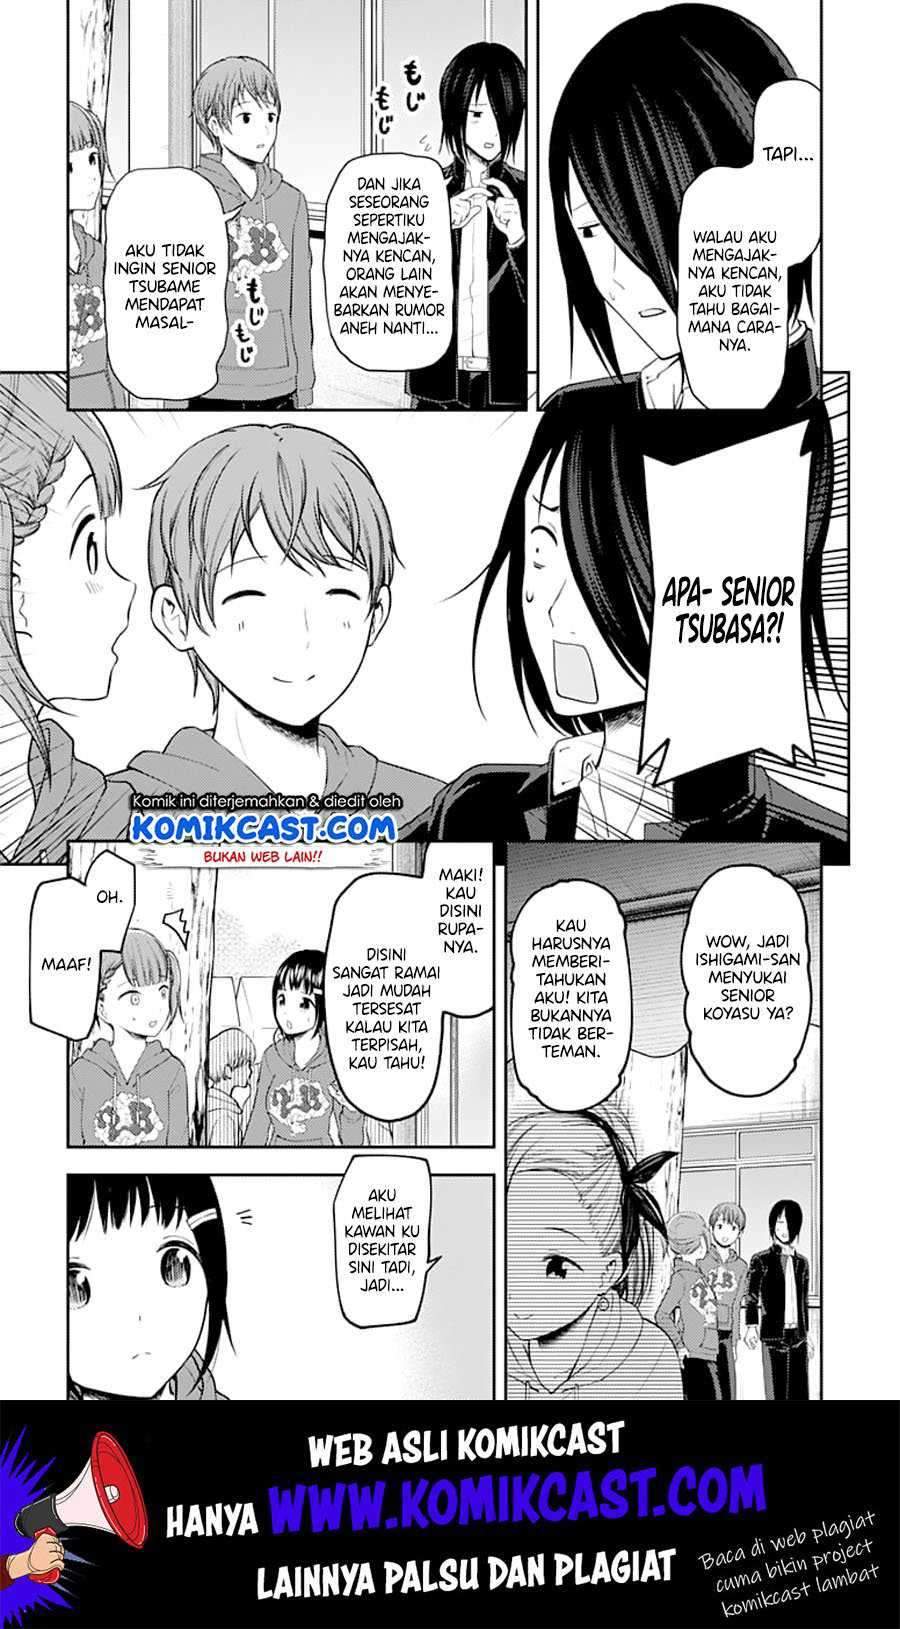 TAPI...
WALAU AKU
MENGAJAK-
NYA KENCAN,
AKU TIDAK
TAHU BAGAI-
MANA CARA-
NYA.
もじ
もじ
DAN JIKA
SESEORANG
SEPERTIKU
MENGAJAK-
NYA KENCAN,
ORANG LAIN
AKAN MENYE-
BARKAN RUMOR
ANEH NANTI...
AKU TIDAK
INGIN SENIOR
TSUBAME
MENDAPAT
MASAL-
もじ
もじ
APA- SENIOR
TSUBASA?!
Komik ini diterjemahkan & diedit oleh
KOMIKCAST.COM
BUKAN WEB LAIN!!
WOW, JADI
ISHIGAMI-SAN
MENYUKAI
SENIOR
KOYASU YA?
KAU
HARUSNYA
MEMBERI-
TAHUKAN
AKU! KITA
BUKANNYA
TIDAK BER-
TEMAN.
MAKI!
KAU
DISINI
RUPA-
NYA.
DISINI
SANGAT RAMAI
JADI MUDAH
TERSESAT
KALAU KITA
TERPISAH,
KAU TAHU!
OH.
MAAF!
AKU
MELIHAT
KAWAN KU
DISEKITAR
SINI TADI,
JADI...
WEB ASLI KOMIKCAST
HANYA WWW.KOMIKCAST.COM
LAINNYA PALSU DAN PLAGIAT
Baca di web plagiat
cuma bikin project
komikcast lambat